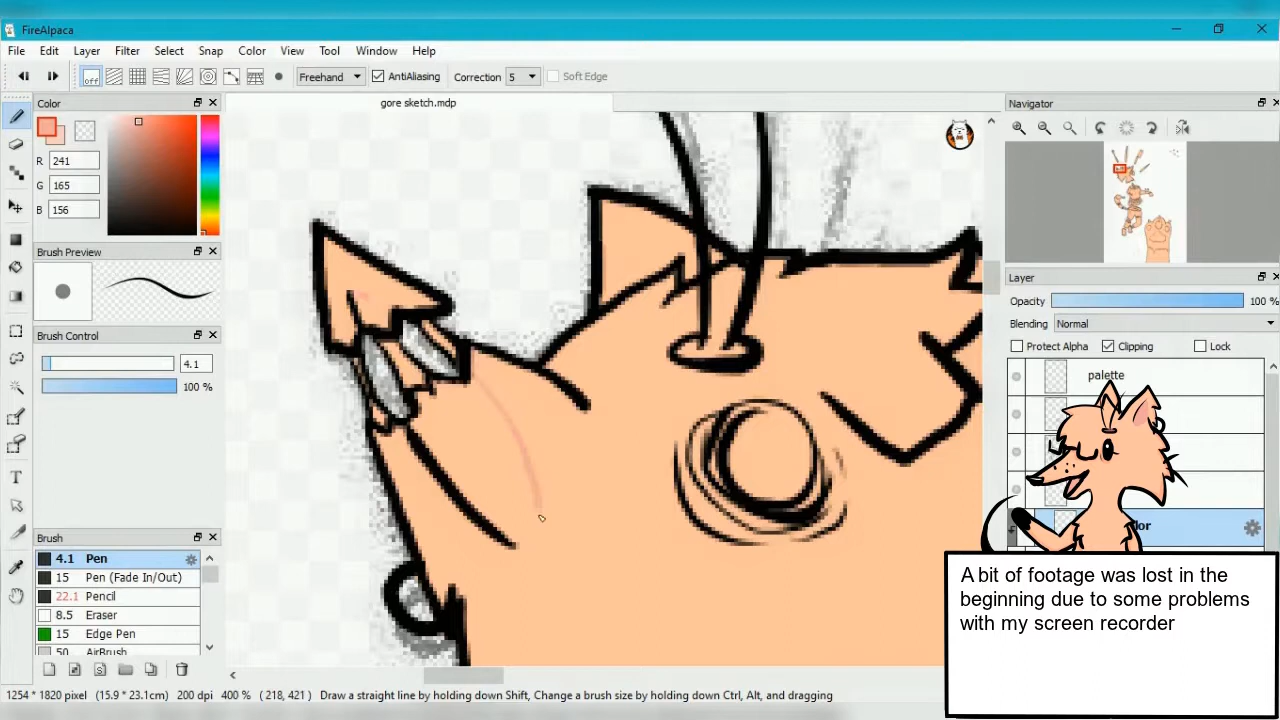 FireAlpaca
File Edit Layer Filter Select Snap Color View Tool Window Help
off Freehand AntiAliasing Correction 5 Soft Edge
Color
gore sketch.mdp
Navigator
R 241
G 165
B 156
Brush Preview
Layer
Opacity 100 %
Blending Normal
Brush Control
Protect Alpha Clipping Lock
4.1
100 %
palette
Brush
4.1 Pen
15 Pen (Fade In/Out)
22.1 Pencil
8.5 Eraser
15 Edge Pen
50 AirBrush
A bit of footage was lost in the
beginning due to some problems
with my screen recorder
1254 * 1820 pixel (15.9 * 23.1cm) 200 dpi 400 % ( 218, 421 ) Draw a straight line by holding down Shift, Change a brush size by holding down Ctrl, Alt, and dragging